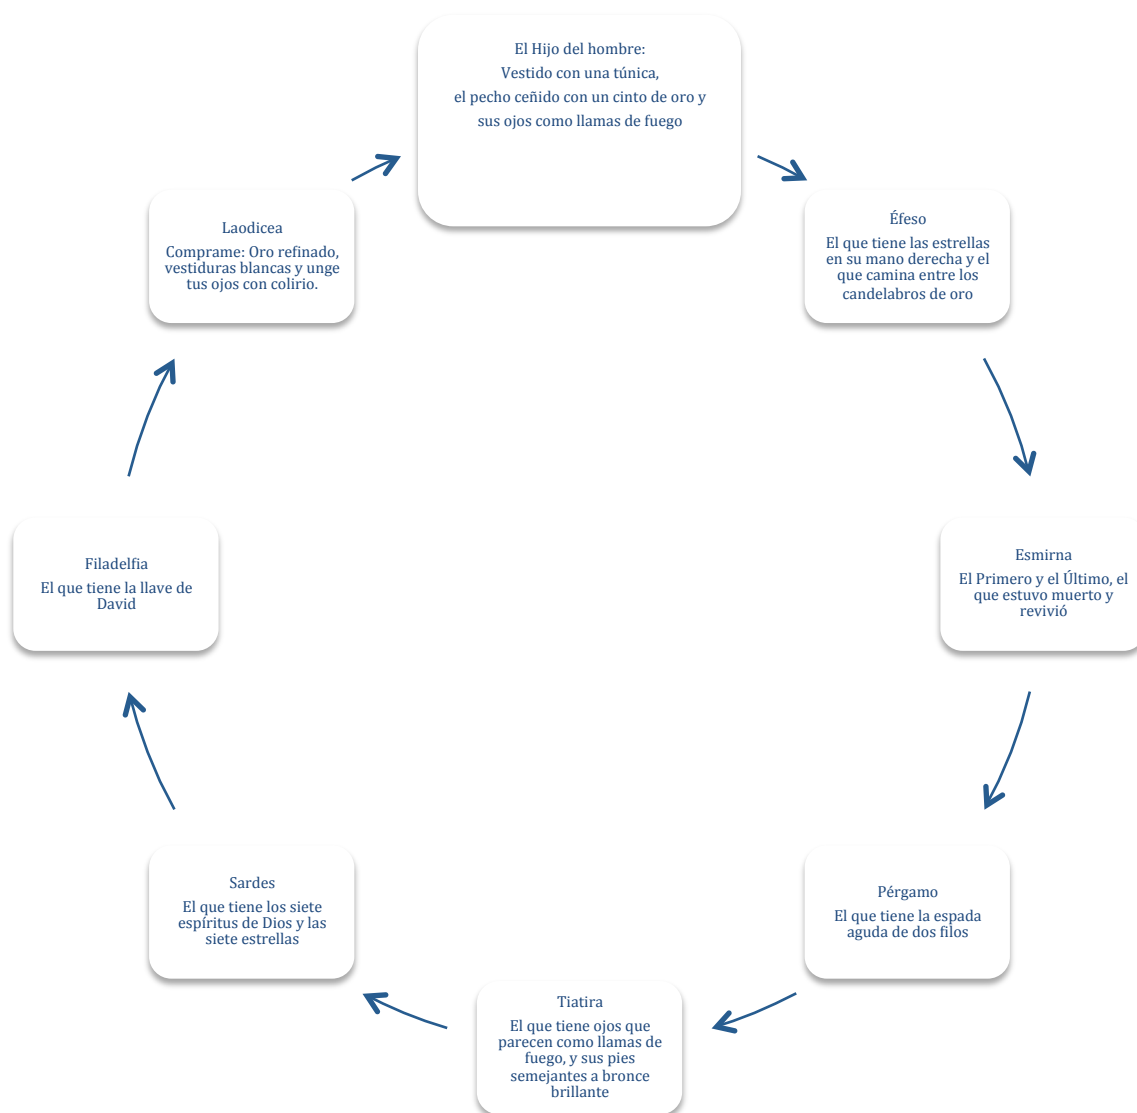 El Hijo del hombre:
Vestido con una túnica,
el pecho ceñido con un cinto de oro y
sus ojos como llamas de fuego
Éfeso
El que tiene las estrellas
en su mano derecha y el
que camina entre los
candelabros de oro
Esmirna
El Primero y el Último, el
que estuvo muerto y
revivió
Pérgamo
El que tiene la espada
aguda de dos filos
Tiatira
El que tiene ojos que
parecen como llamas de
fuego, y sus pies
semejantes a bronce
brillante
Sardes
El que tiene los siete
espíritus de Dios y las
siete estrellas
Filadelfia
El que tiene la llave de
David
Laodicea
Comprame: Oro refinado,
vestiduras blancas y unge
tus ojos con colirio.